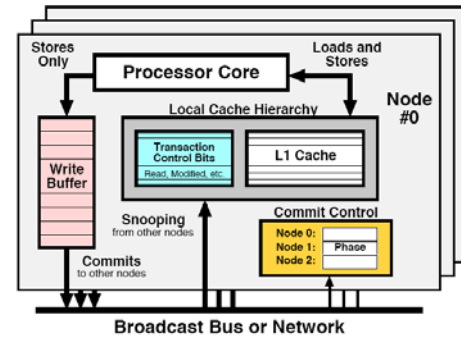 Stores
Only
Processor Core
Loads and
Stores
Node
#0
Local Cache Hierarchy
Write
Buffer
Transaction
Control Bits
Read, Modified, etc.
L1 Cache
Snooping
from other nodes
Commit Control
Node 0:
Node 1:
Phase
Node 2:
Commits
to other nodes
Broadcast Bus or Network